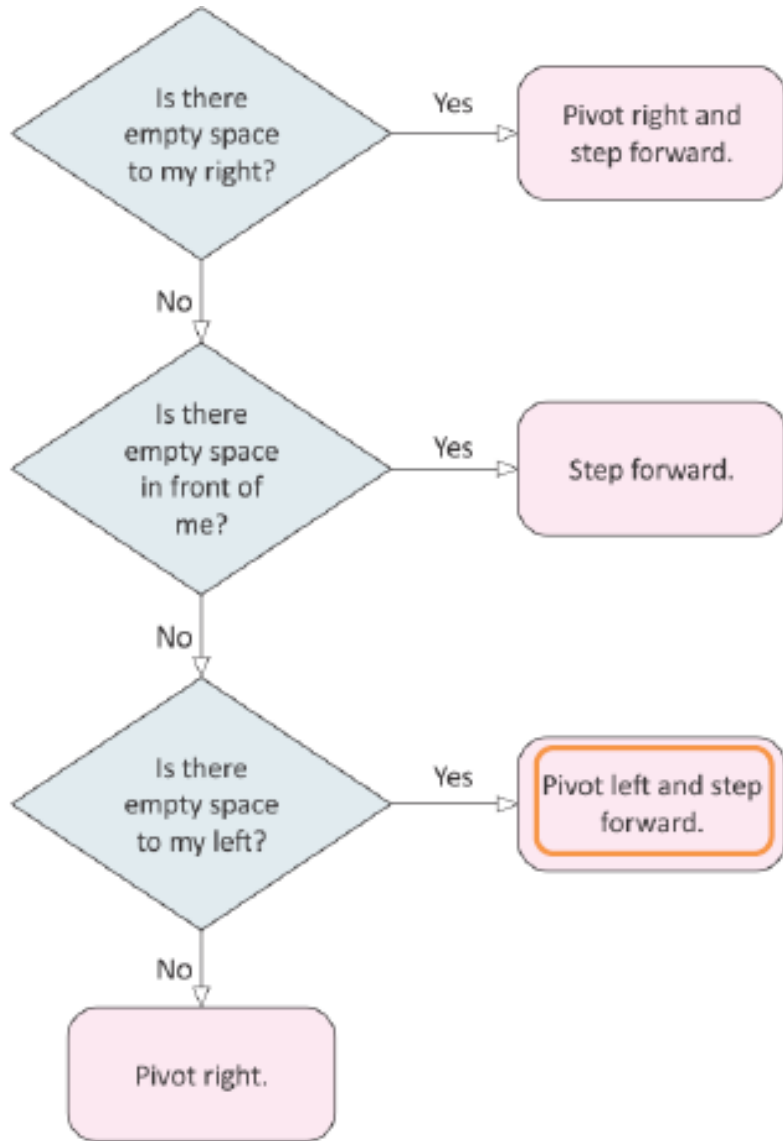 Is there
empty space
to my right?
Yes
Pivot right and
step forward.
No
Is there
empty space
in front of
me?
Yes
Step forward.
No
Is there
empty space
to my left?
Yes
Pivot left and step
forward.
No
Pivot right.